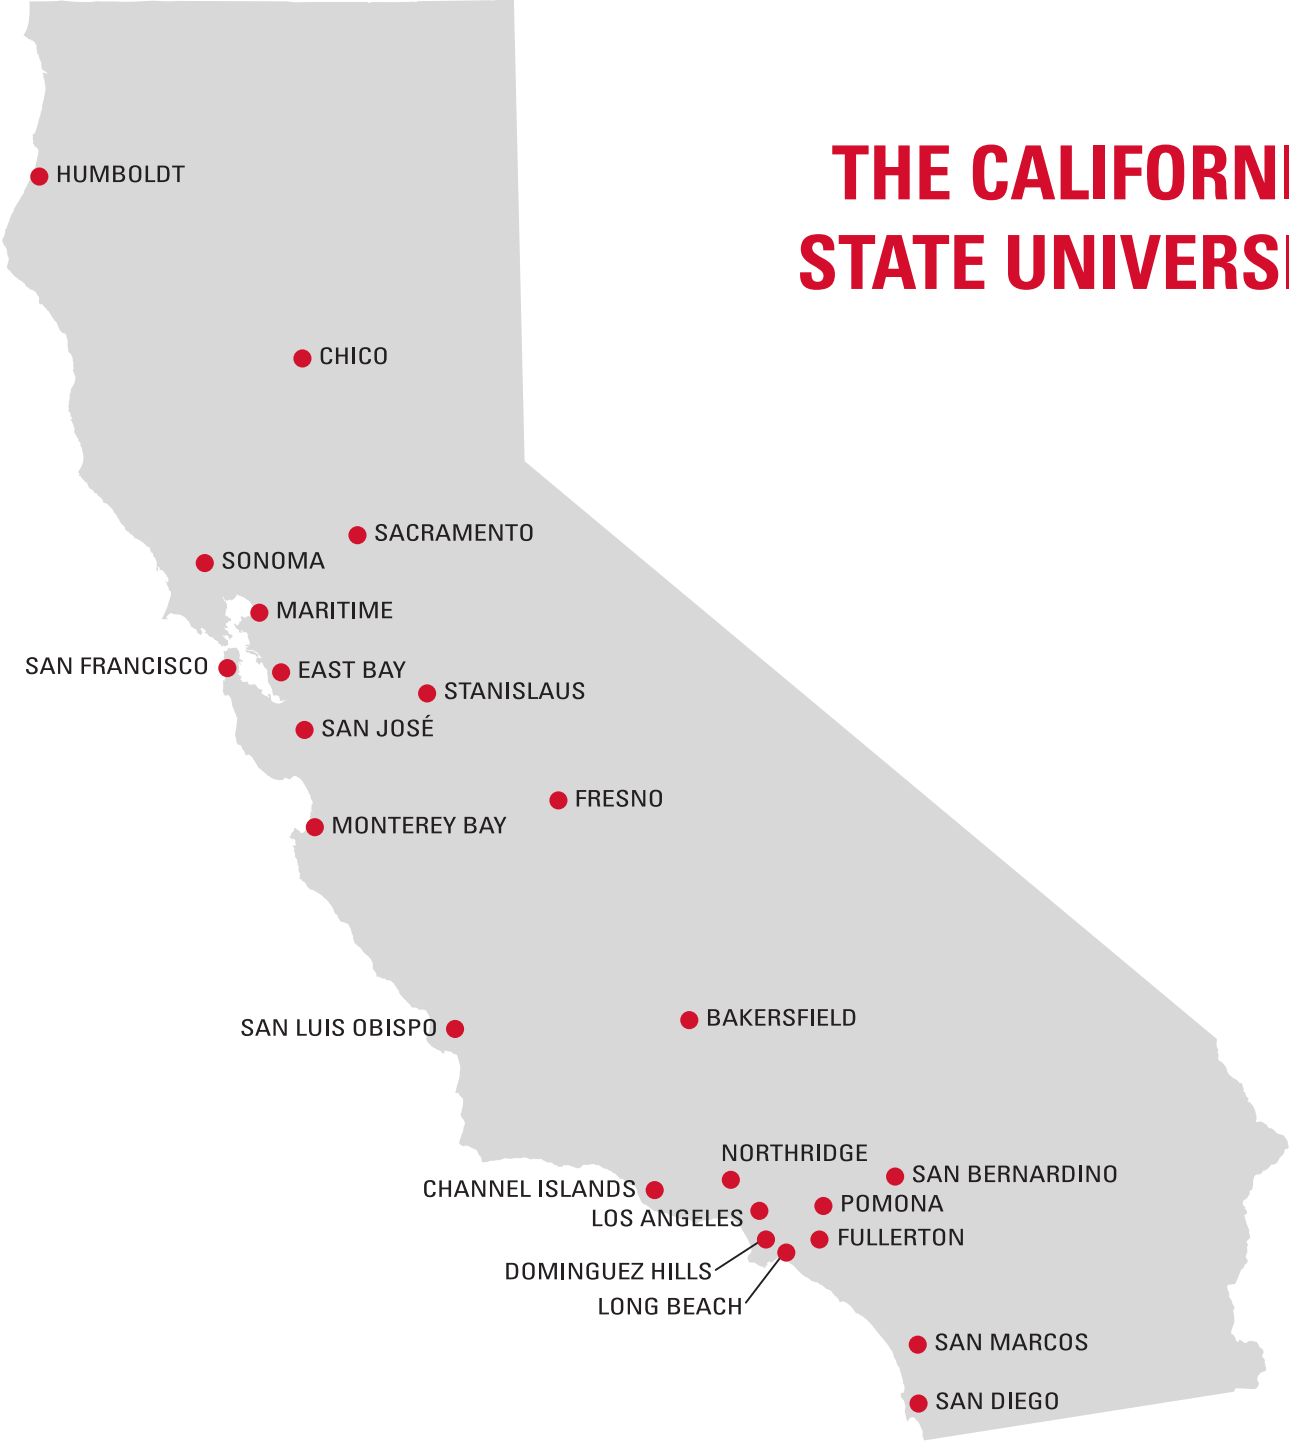 THE CALIFORNI
STATE UNIVERSI
HUMBOLDT
CHICO
SACRAMENTO
SONOMA
MARITIME
SAN FRANCISCO
EAST BAY
STANISLAUS
SAN JOSÉ
FRESNO
MONTEREY BAY
SAN LUIS OBISPO
BAKERSFIELD
NORTHRIDGE
SAN BERNARDINO
CHANNEL ISLANDS
POMONA
LOS ANGELES
FULLERTON
DOMINGUEZ HILLS
LONG BEACH
SAN MARCOS
SAN DIEGO